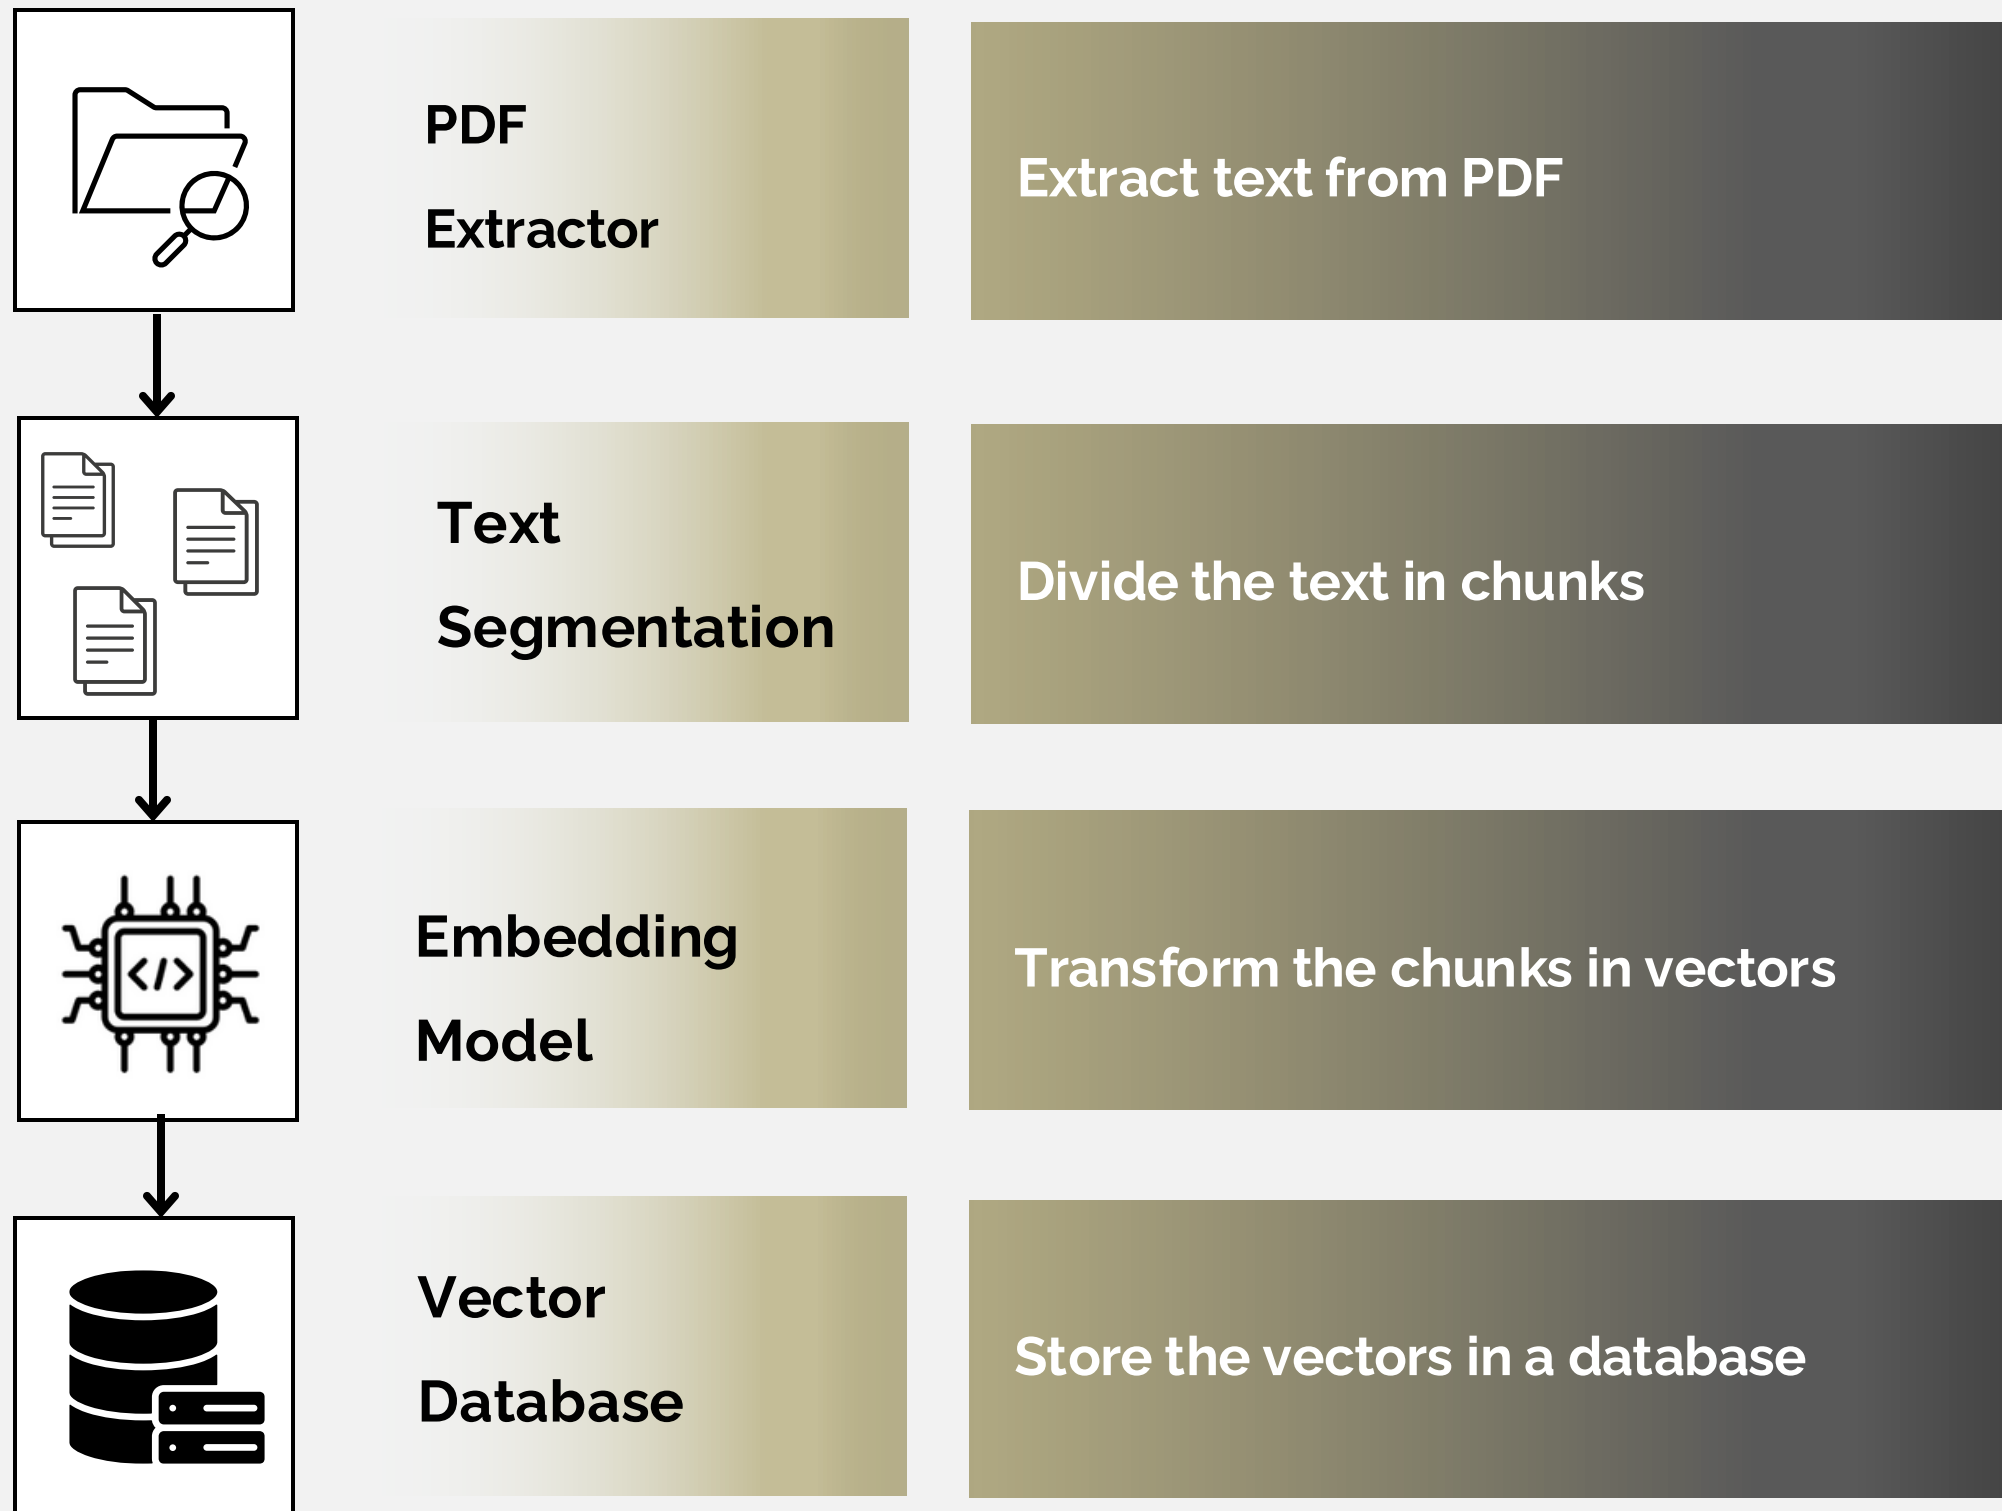 PDF
Extractor
Extract text from PDF
Text
Segmentation
Divide the text in chunks
Embedding
Model
Transform the chunks in vectors
</>
Vector
Database
Store the vectors in a database